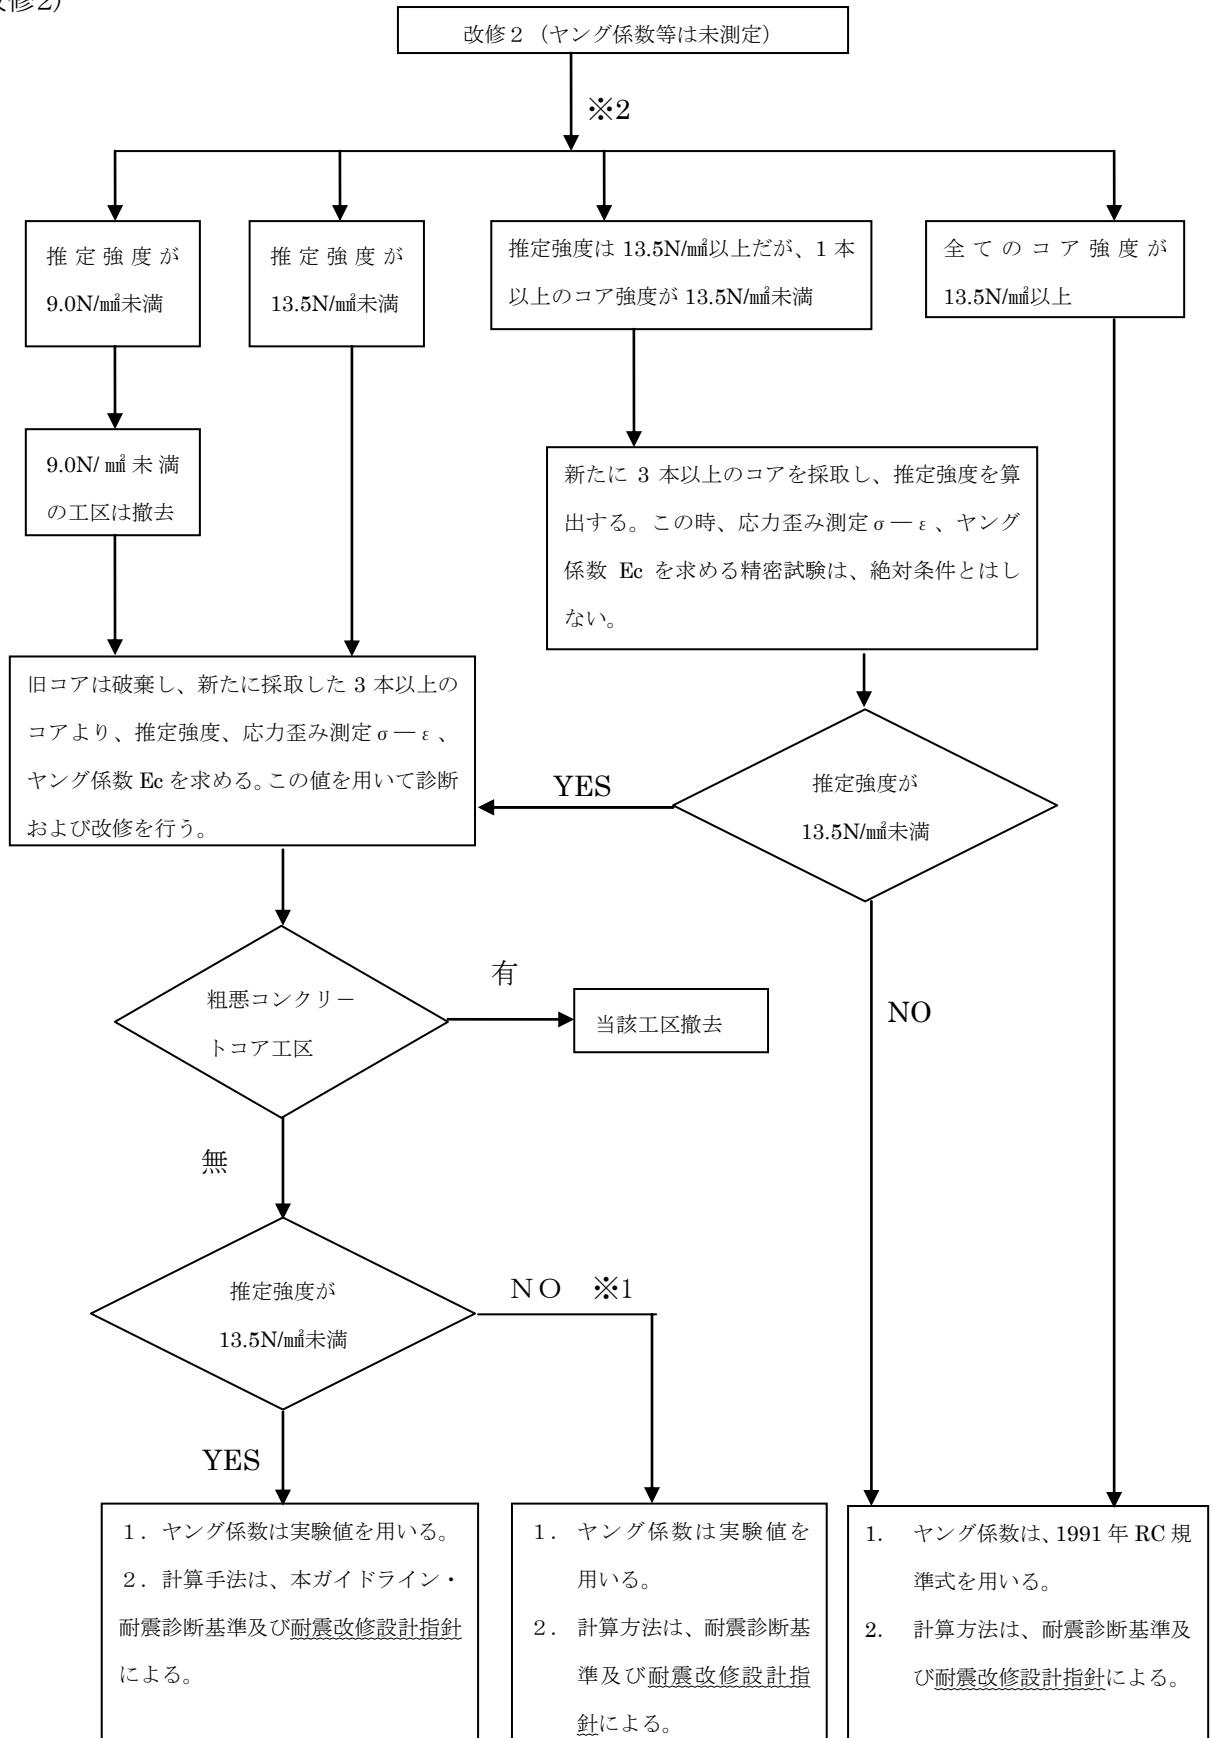 改修2）
改修２（ヤング係数等は未測定）
※2
推定強度が
9.0N/㎟未満
推定強度が
13.5N/㎟未満
推定強度は 13.5N/㎟以上だが、1 本
以上のコア強度が 13.5N/㎟未満
全てのコア強度が
13.5N/㎟以上
9.0N/㎟未満
の工区は撤去
新たに 3 本以上のコアを採取し、推定強度を算
出する。この時、応力歪み測定σ―ε、ヤング
係数 Ec を求める精密試験は、絶対条件とはし
ない。
旧コアは破棄し、新たに採取した 3 本以上の
コアより、推定強度、応力歪み測定σ―ε、
ヤング係数 Ec を求める。この値を用いて診断
および改修を行う。
YES
推定強度が
13.5N/㎟未満
有
粗悪コンクリー
トコア工区
当該工区撤去
NO
無
推定強度が
13.5N/㎟未満
ＮＯ　※1
YES
１．ヤング係数は実験値を用いる。
２．計算手法は、本ガイドライン・
耐震診断基準及び耐震改修設計指針
による。
１．ヤング係数は実験値を
用いる。
２．計算方法は、耐震診断基
準及び耐震改修設計指
針による。
1. ヤング係数は、1991 年 RC 規
準式を用いる。
2. 計算方法は、耐震診断基準及
び耐震改修設計指針による。